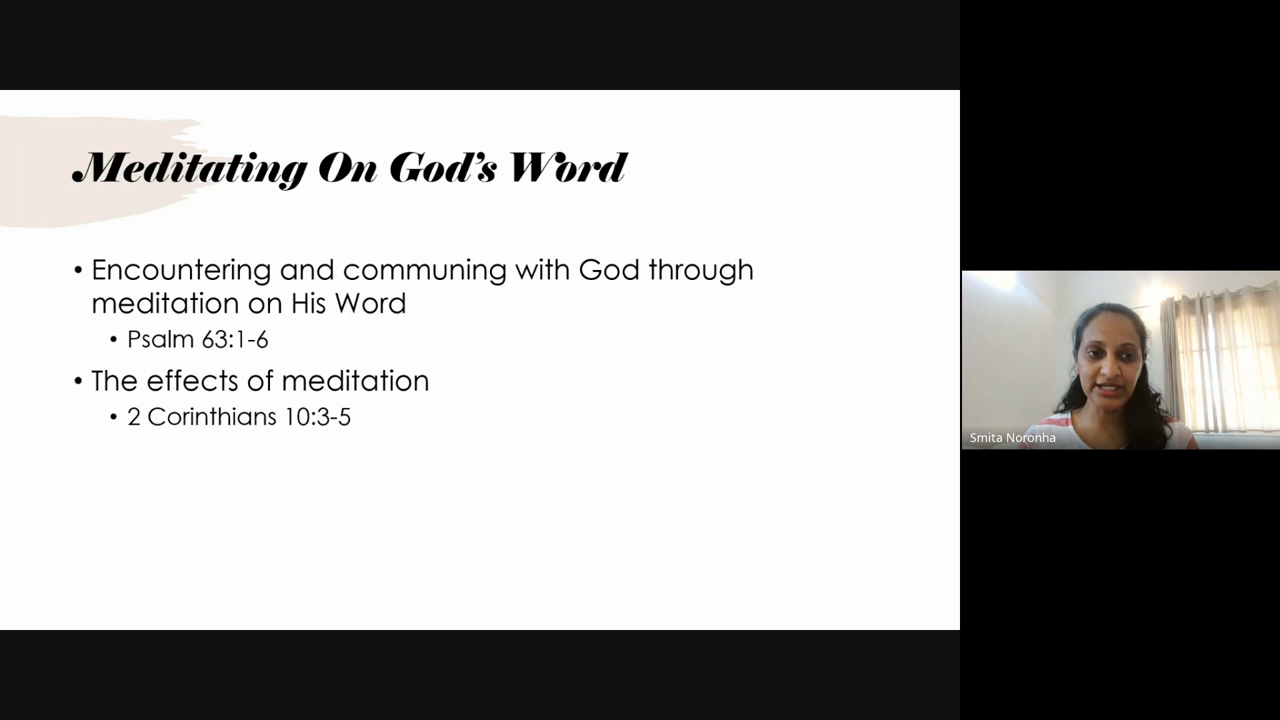 Meditating On God's Word
• Encountering and communing with God through
meditation on His Word
• Psalm 63:1-6
• The effects of meditation
• 2 Corinthians 10:3-5
Smita Noronha